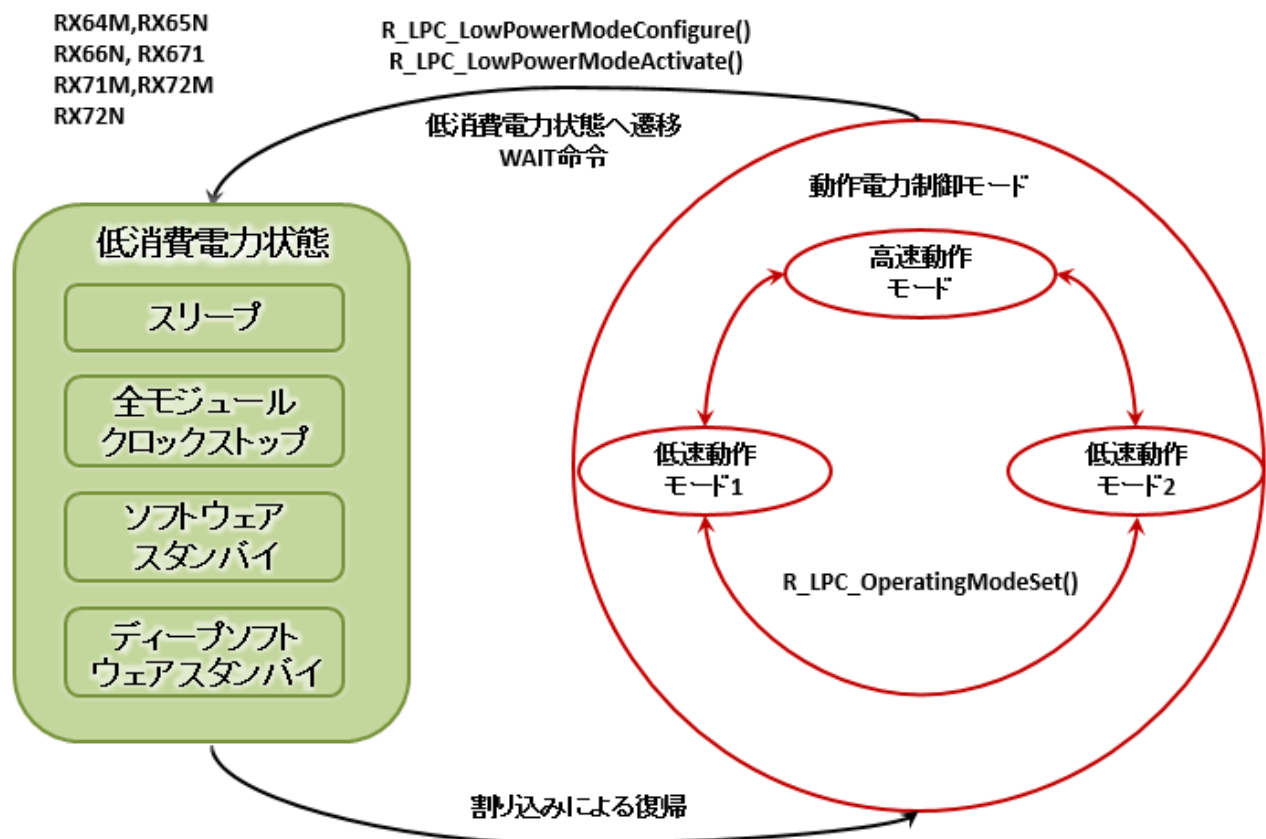 RX64M,RX65N
RX66N, RX671
RX71M,RX72M
RX72N
R_LPC_LowPowerModeConfigure()
R_LPC_LowPowerModeActivate()
低消費電力状態へ遷移
WAIT命令
低消費電力状態
スリープ
全モジュール
クロックストップ
ソフトウェア
スタンバイ
ディープソフト
ウェアスタンバイ
動作電力制御モード
高速動作
モード
低速動作
モード1
低速動作
モード2
R_LPC_OperatingModeSet()
割り込みによる復帰